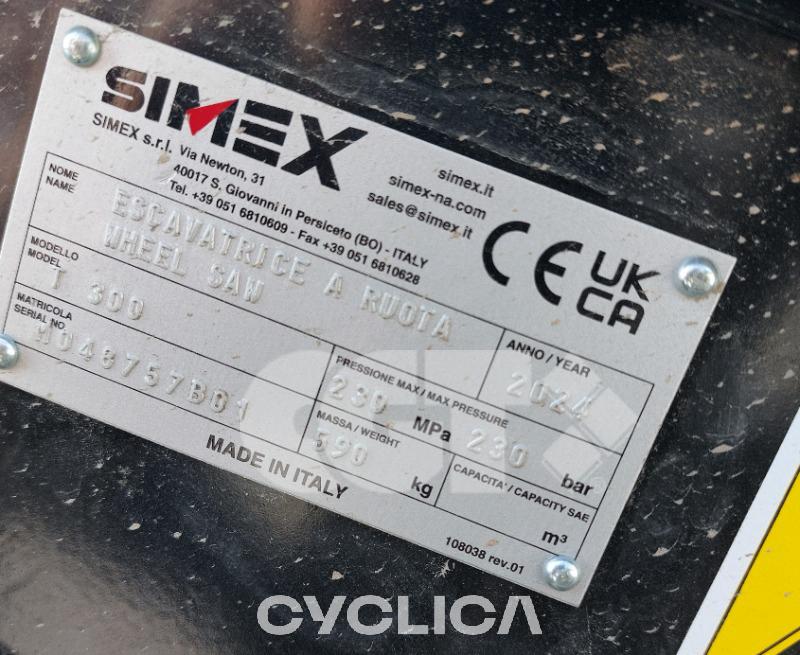 SIMEX
SIMEX s.r.l. Via Newton, 31
40017 S. Giovanni in Persiceto (BO) - ITALY
Tel. +39 051 6810609 - Fax +39 051 6810628
simex.it
simex-na.com
sales@simex.it
CE UK
CA
NOME
NAME
ESCAVATRICE A RUOTA
WHEEL SAW
MODELLO
MODEL
T 300
ANNO / YEAR
2024
MATRICOLA
SERIAL NO
M048757B01
PRESSIONE MAX / MAX PRESSURE
230 MPa 230 bar
MASSA / WEIGHT
590 kg
CAPACITA' / CAPACITY SAE
m³
MADE IN ITALY
108038 rev.01
CYCLICA